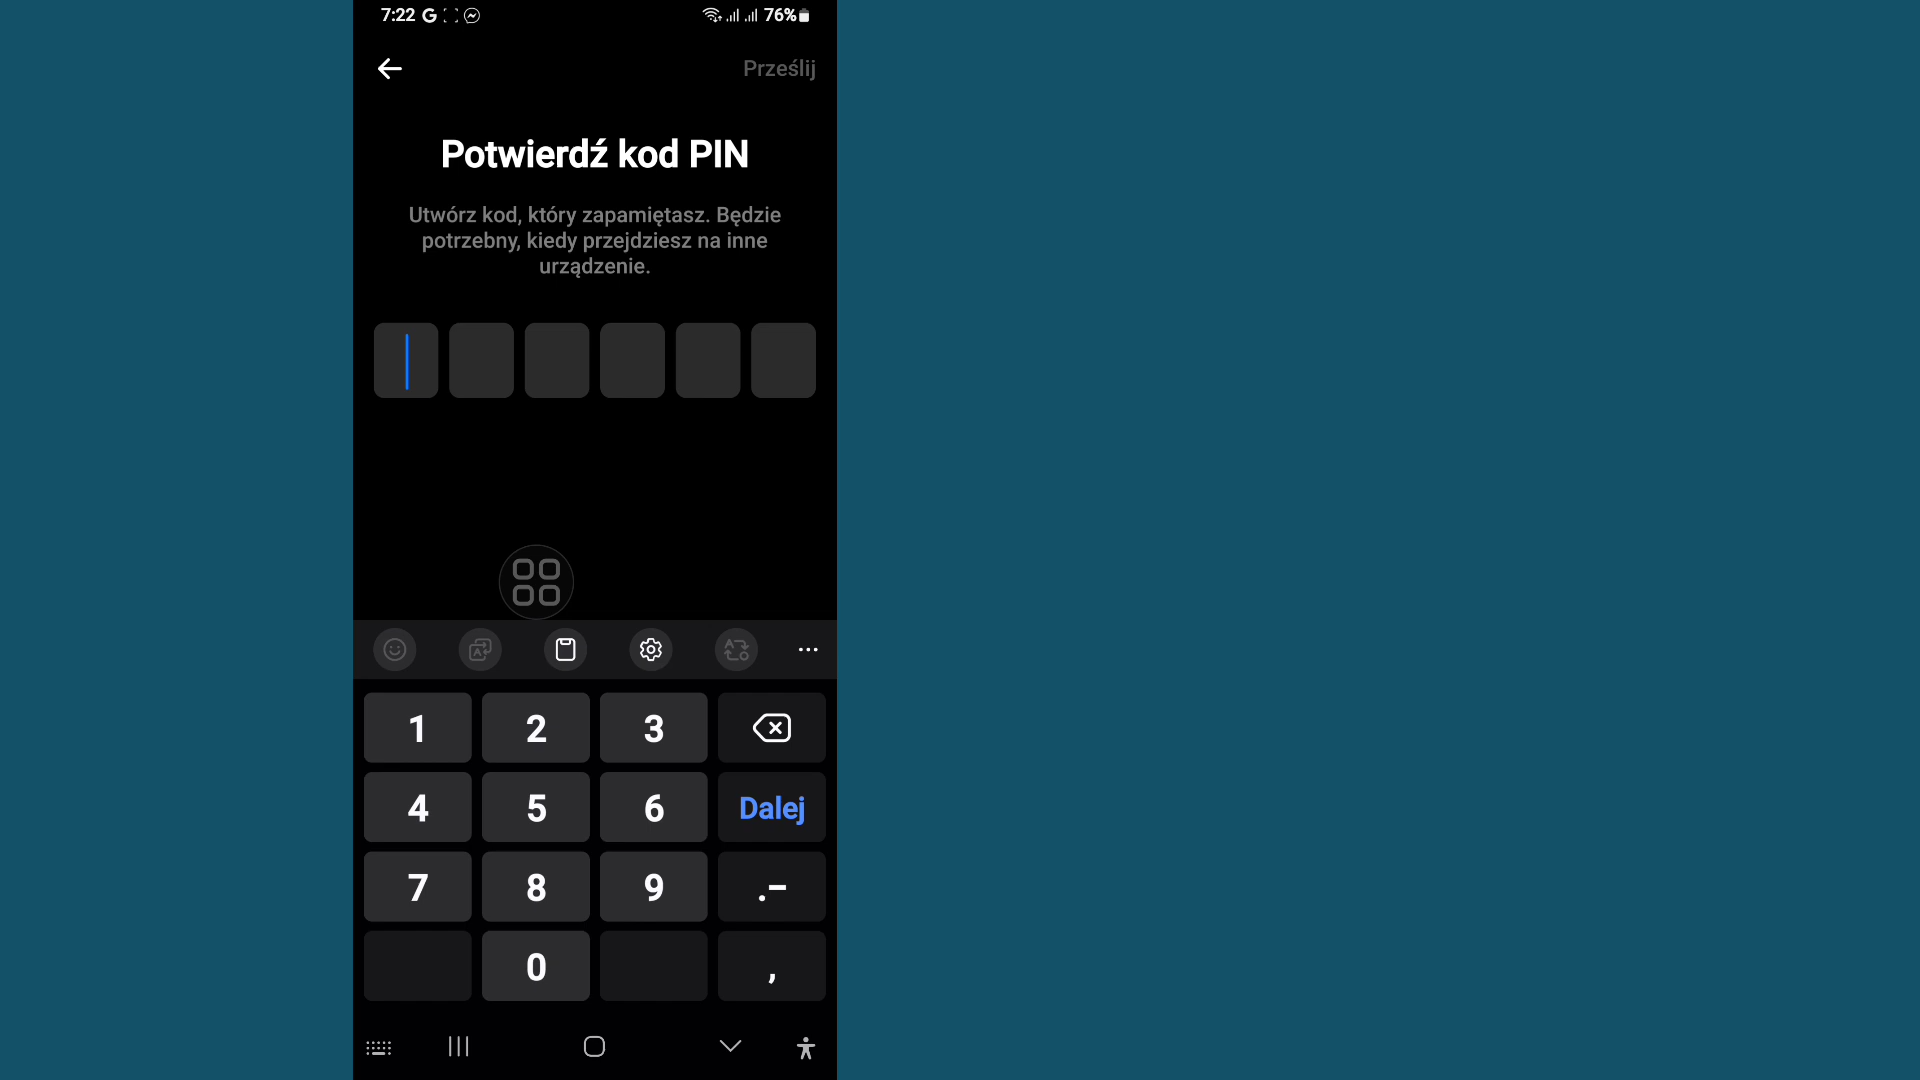 7:22 G 76%
Prześlij
Potwierdź kod PIN
Utwórz kod, który zapamiętasz. Będzie
potrzebny, kiedy przejdziesz na inne
urządzenie.
1 2 3
4 5 6 Dalej
7 8 9 .–
0 ,